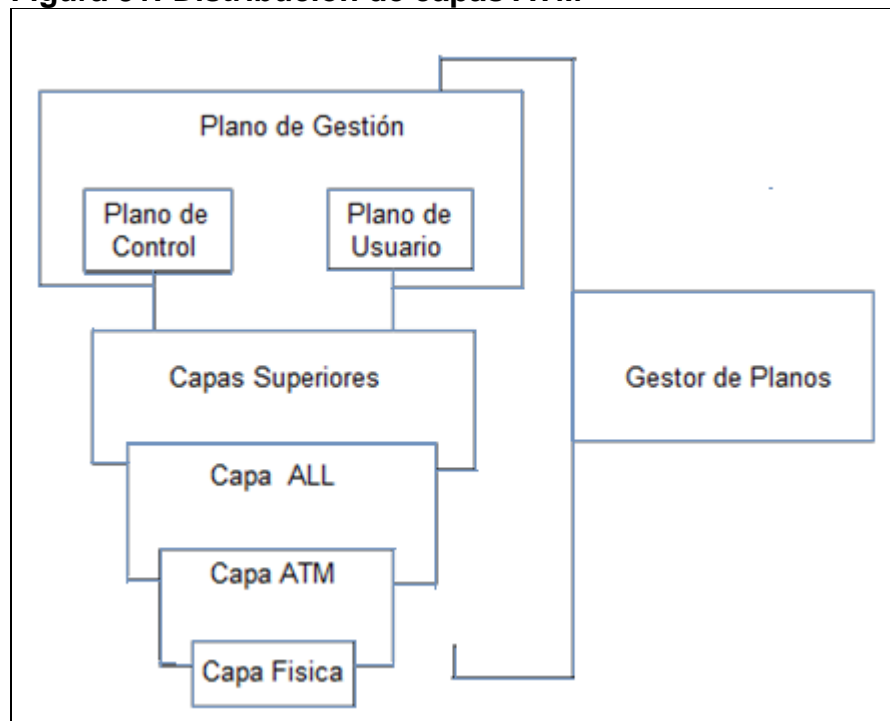 Plano de Gestión
Plano de
Control
Plano de
Usuario
Capas Superiores
Gestor de Planos
Capa ALL
Capa ATM
Capa Fisica